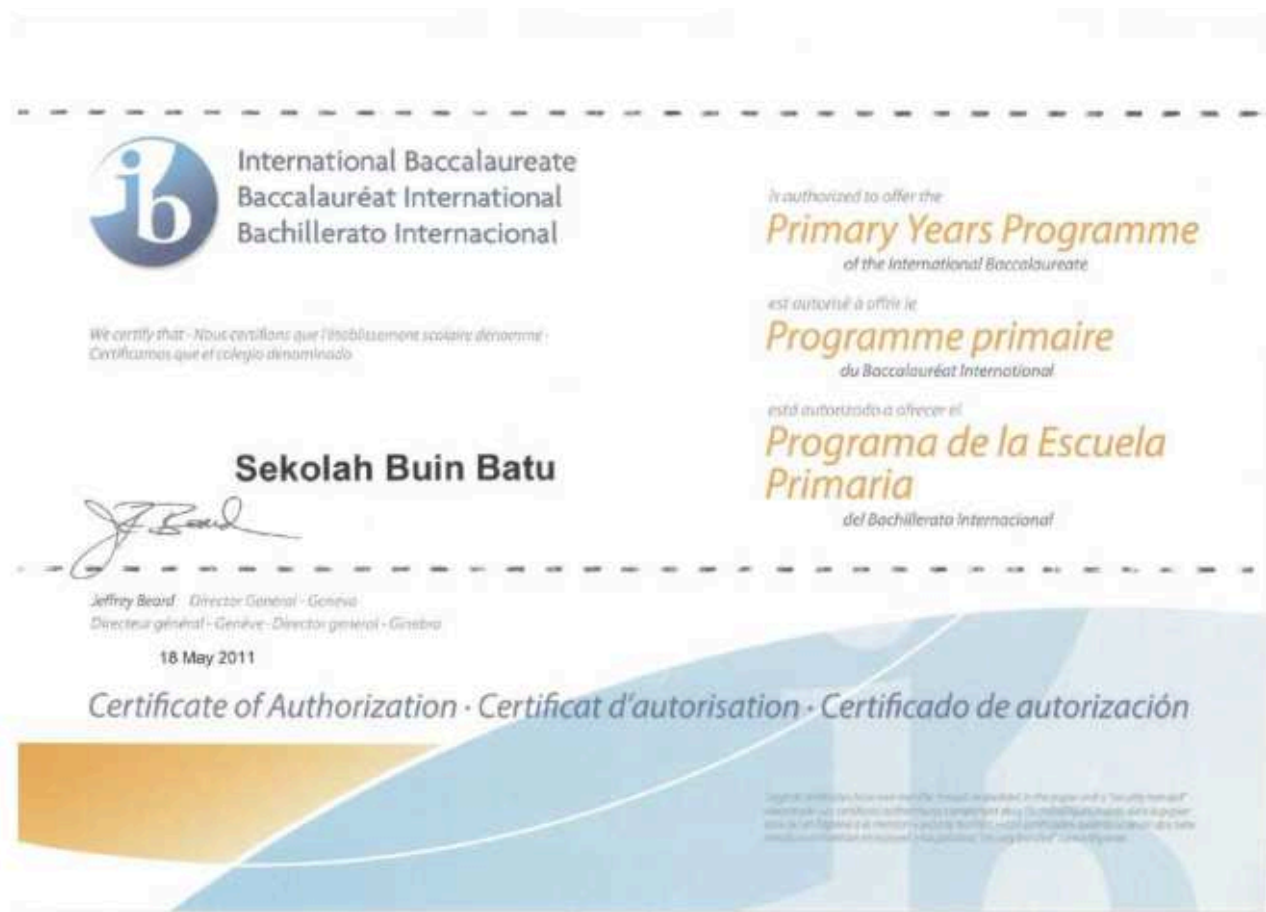 ib
International Baccalaureate
Baccalauréat International
Bachillerato Internacional
We certify that - Nous certifions que l'établissement scolaire dénommé -
Certificamos que el colegio denominado
Sekolah Buin Batu
J Beard
Jeffrey Beard Director General - Geneva
Directeur général - Genève - Director general - Ginebra
18 May 2011
is authorized to offer the
Primary Years Programme
of the International Baccalaureate
est autorisé à offrir le
Programme primaire
du Baccalauréat International
está autorizado a ofrecer el
Programa de la Escuela
Primaria
del Bachillerato Internacional
Certificate of Authorization · Certificat d'autorisation · Certificado de autorización